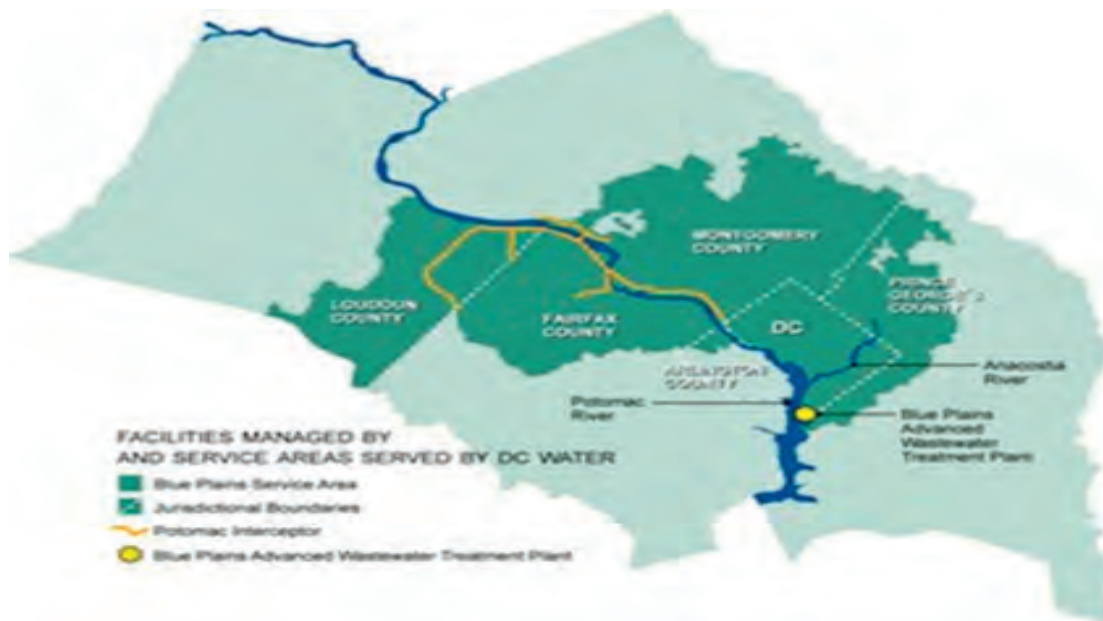 MONTGOMERY
COUNTY
PRINCE
GEORGE'S
COUNTY
LOUDOUN
COUNTY
FAIRFAX
COUNTY
DC
ARLINGTON
COUNTY
Anacostia
River
Potomac
River
Blue Plains
Advanced
Wastewater
Treatment Plant
FACILITIES MANAGED BY
AND SERVICE AREAS SERVED BY DC WATER
Blue Plains Service Area
Jurisdictional Boundaries
Potomac Interceptor
Blue Plains Advanced Wastewater Treatment Plant